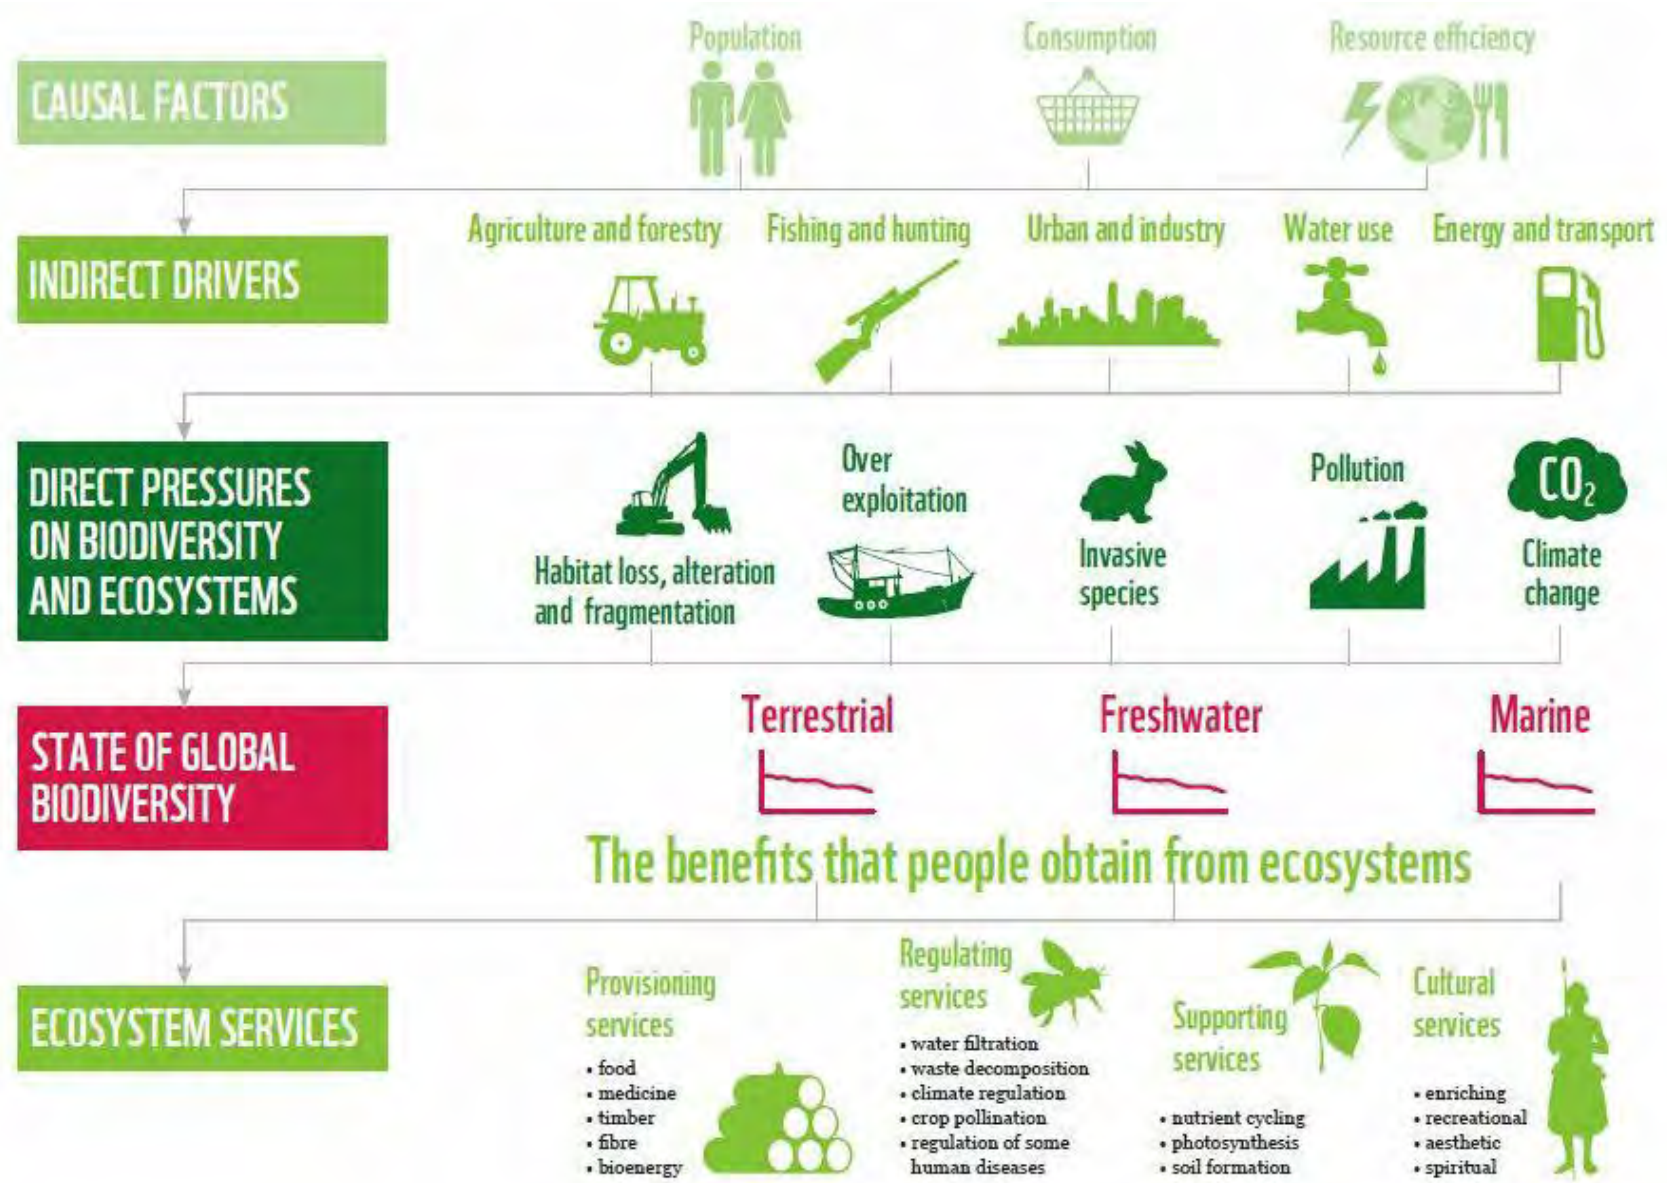 Population
Consumption
Resource efficiency
CAUSAL FACTORS
Agriculture and forestry
Fishing and hunting
Urban and industry
Water use
Energy and transport
INDIRECT DRIVERS
DIRECT PRESSURES
ON BIODIVERSITY
AND ECOSYSTEMS
Habitat loss, alteration
and fragmentation
Over
exploitation
Invasive
species
Pollution
CO₂
Climate
change
STATE OF GLOBAL
BIODIVERSITY
Terrestrial
Freshwater
Marine
The benefits that people obtain from ecosystems
ECOSYSTEM SERVICES
Provisioning
services
• food
• medicine
• timber
• fibre
• bioenergy
Regulating
services
• water filtration
• waste decomposition
• climate regulation
• crop pollination
• regulation of some
human diseases
Supporting
services
• nutrient cycling
• photosynthesis
• soil formation
Cultural
services
• enriching
• recreational
• aesthetic
• spiritual